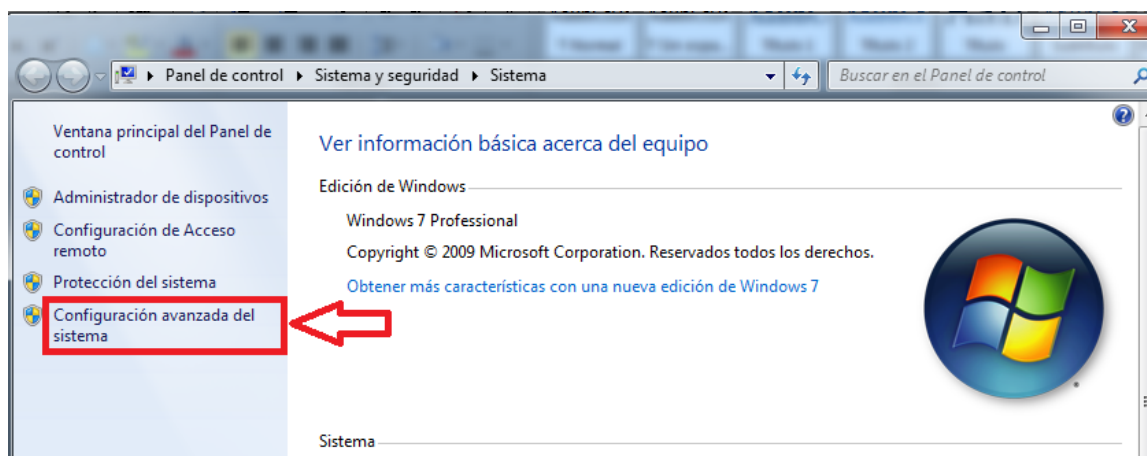 Panel de control Sistema y seguridad Sistema
Buscar en el Panel de control
Ventana principal del Panel de
control
Administrador de dispositivos
Configuración de Acceso
remoto
Protección del sistema
Configuración avanzada del
sistema
Ver información básica acerca del equipo
Edición de Windows
Windows 7 Professional
Copyright © 2009 Microsoft Corporation. Reservados todos los derechos.
Obtener más características con una nueva edición de Windows 7
Sistema